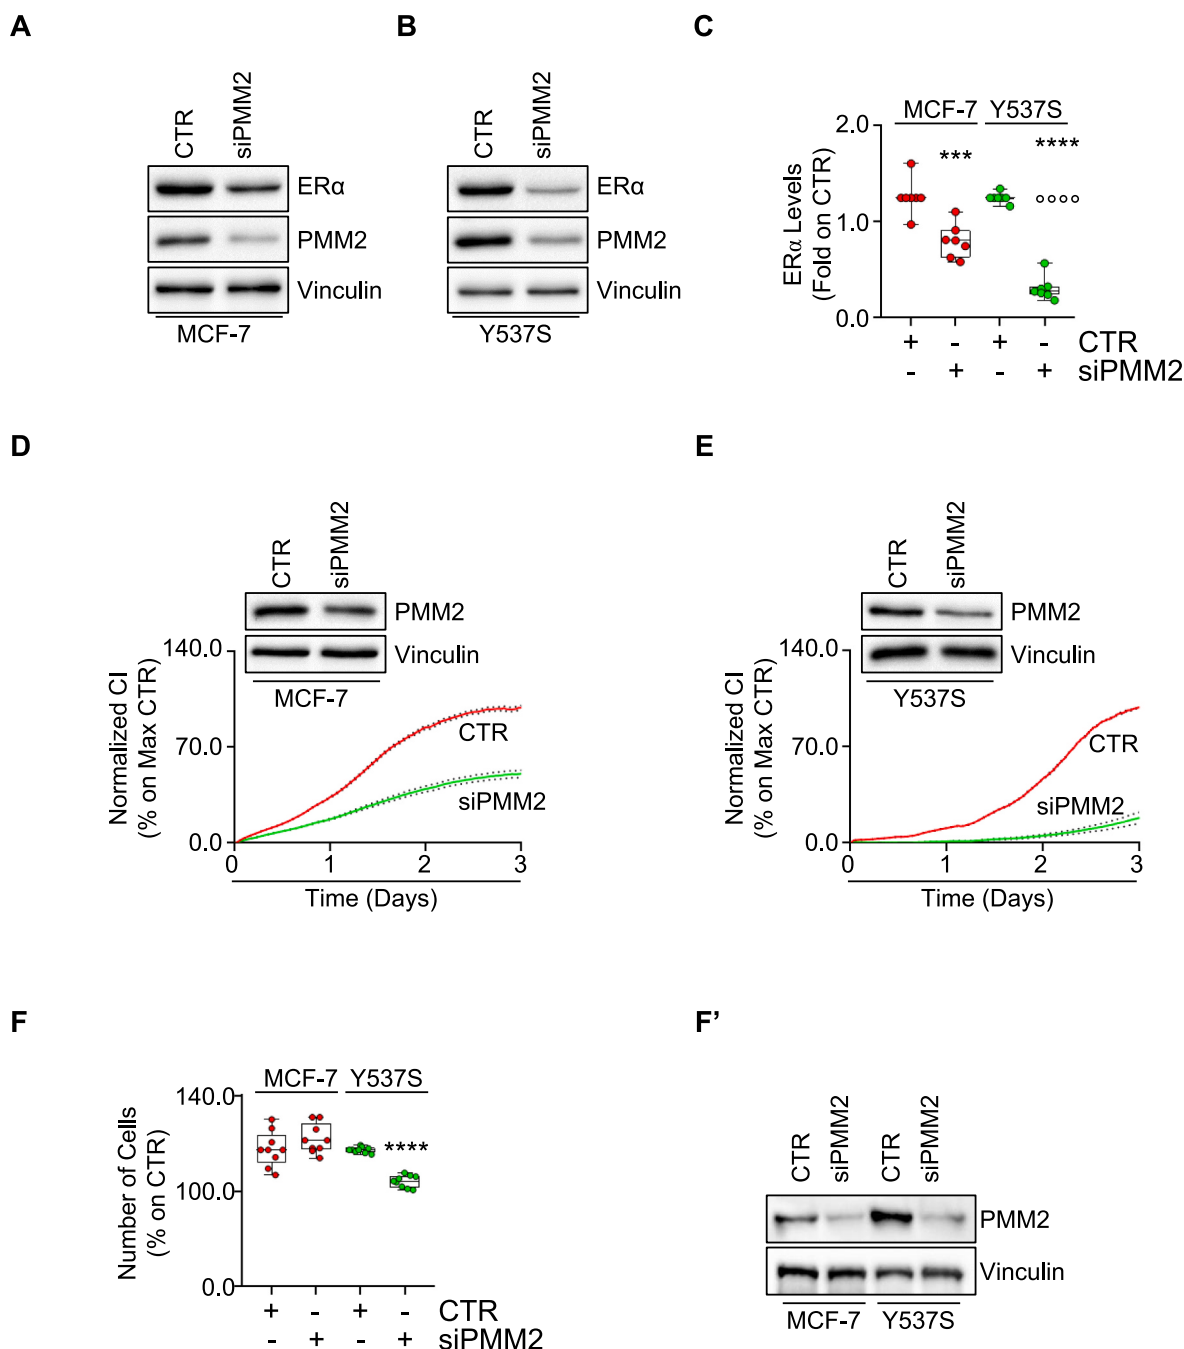 A
CTR
siPMM2
ERα
PMM2
Vinculin
MCF-7
B
CTR
siPMM2
ERα
PMM2
Vinculin
Y537S
C
MCF-7 Y537S
ERα Levels
(Fold on CTR)
2.0
1.0
0.0
***
****
°°°°
+ - + - CTR
- + - + siPMM2
D
CTR
siPMM2
PMM2
Vinculin
MCF-7
Normalized CI
(% on Max CTR)
140.0
70.0
0.0
CTR
siPMM2
0 1 2 3
Time (Days)
E
CTR
siPMM2
PMM2
Vinculin
Y537S
Normalized CI
(% on Max CTR)
140.0
70.0
0.0
CTR
siPMM2
0 1 2 3
Time (Days)
F
MCF-7 Y537S
Number of Cells
(% on CTR)
140.0
100.0
0.0
****
+ - + - CTR
- + - + siPMM2
F'
CTR
siPMM2
CTR
siPMM2
PMM2
Vinculin
MCF-7 Y537S